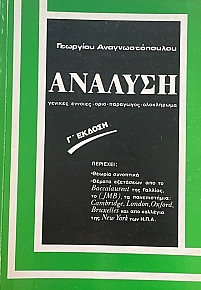 Γεωργίου Αναγνωστόπουλου
ΑΝΑΛΥΣΗ
γενικές έννοιες-όριο-παράγωγος-ολοκλήρωμα
Γ΄ ΕΚΔΟΣΗ
ΠΕΡΙΕΧΕΙ:
·Θεωρία συνοπτικά
·Θέματα εξετάσεων από το
Baccalaureat της Γαλλίας,
το (JMB), τα πανεπιστήμια:
Cambridge, London, Oxford,
Bruxelles και από κολλέγια
της New York των Η.Π.Α.